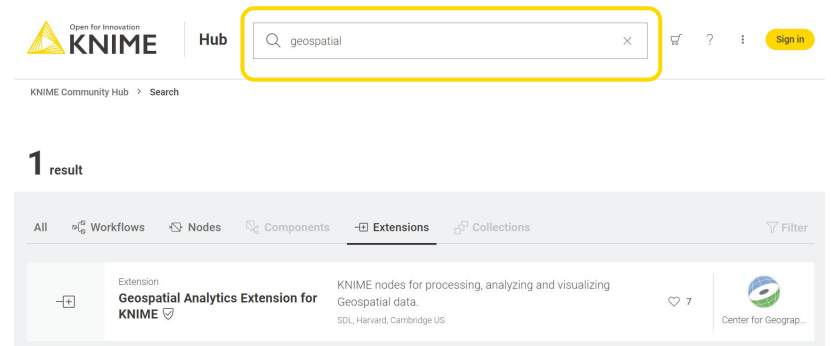 Open for Innovation
KNIME
Hub
geospatial
?
Sign in
KNIME Community Hub > Search
1 result
All Workflows Nodes Components Extensions Collections Filter
Extension
Geospatial Analytics Extension for
KNIME
KNIME nodes for processing, analyzing and visualizing
Geospatial data.
SDL, Harvard, Cambridge US
7
Center for Geograp...